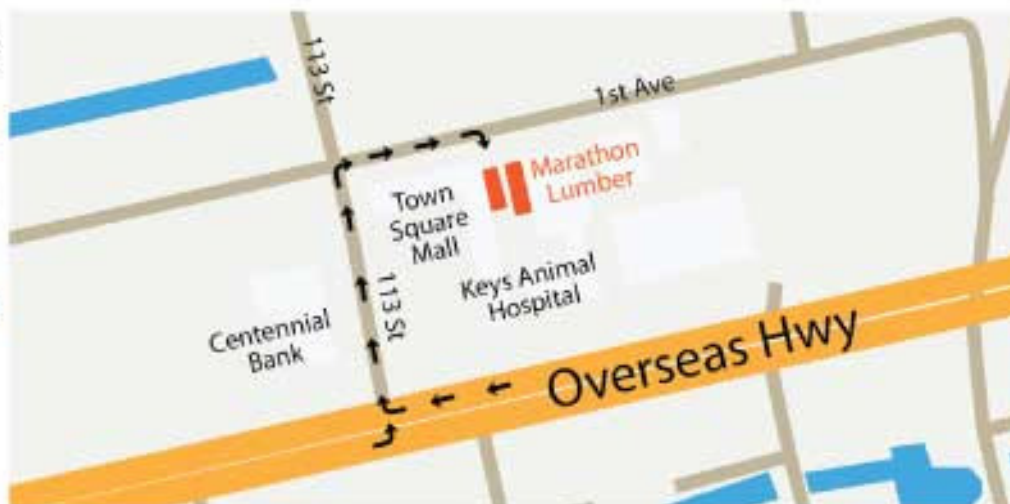 113 St
1st Ave
Marathon
Lumber
Town
Square
Mall
Keys Animal
Hospital
113 St
Centennial
Bank
Overseas Hwy